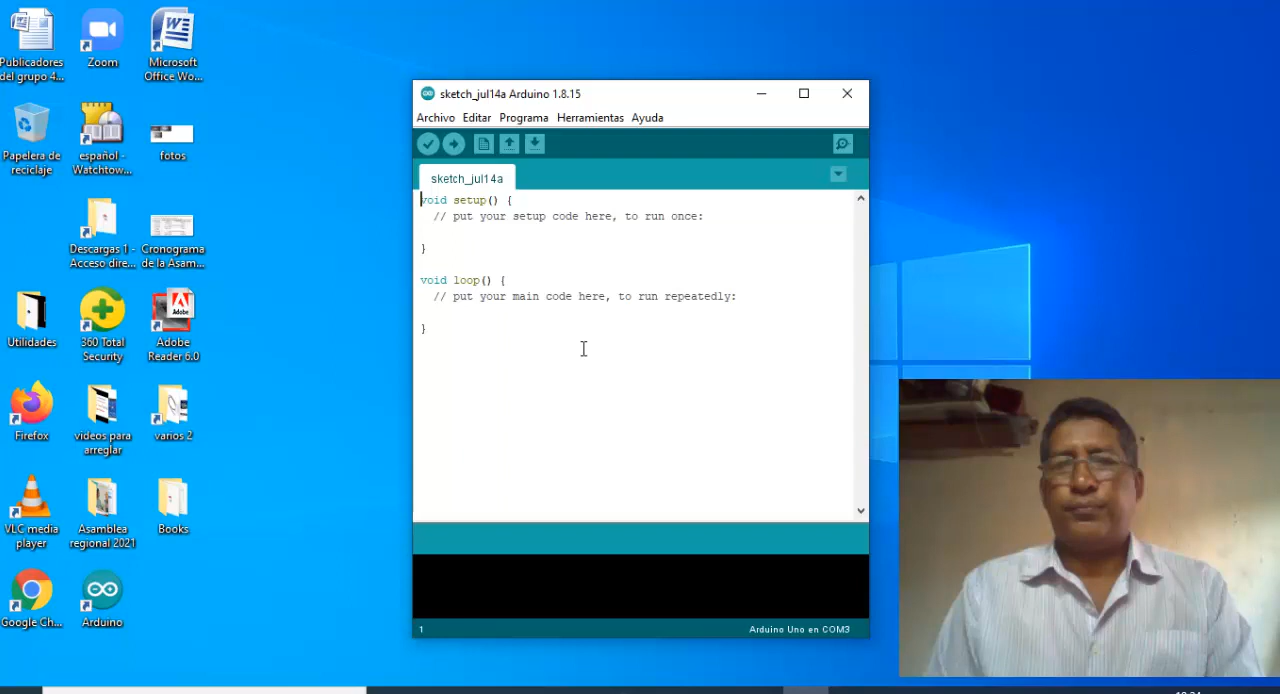 Publicadores
del grupo 4...
Zoom
Microsoft
Office Wo...
Papelera de
reciclaje
español -
Watchtow...
fotos
Descargas 1 -
Acceso dire...
Cronograma
de la Asam...
Utilidades
360 Total
Security
Adobe
Adobe
Reader 6.0
Firefox
videos para
arreglar
varios 2
VLC media
player
Asamblea
regional 2021
Books
Google Ch...
Arduino
sketch_jul14a Arduino 1.8.15
Archivo Editar Programa Herramientas Ayuda
sketch_jul14a
void setup() {
// put your setup code here, to run once:
}
void loop() {
// put your main code here, to run repeatedly:
}
1
Arduino Uno en COM3